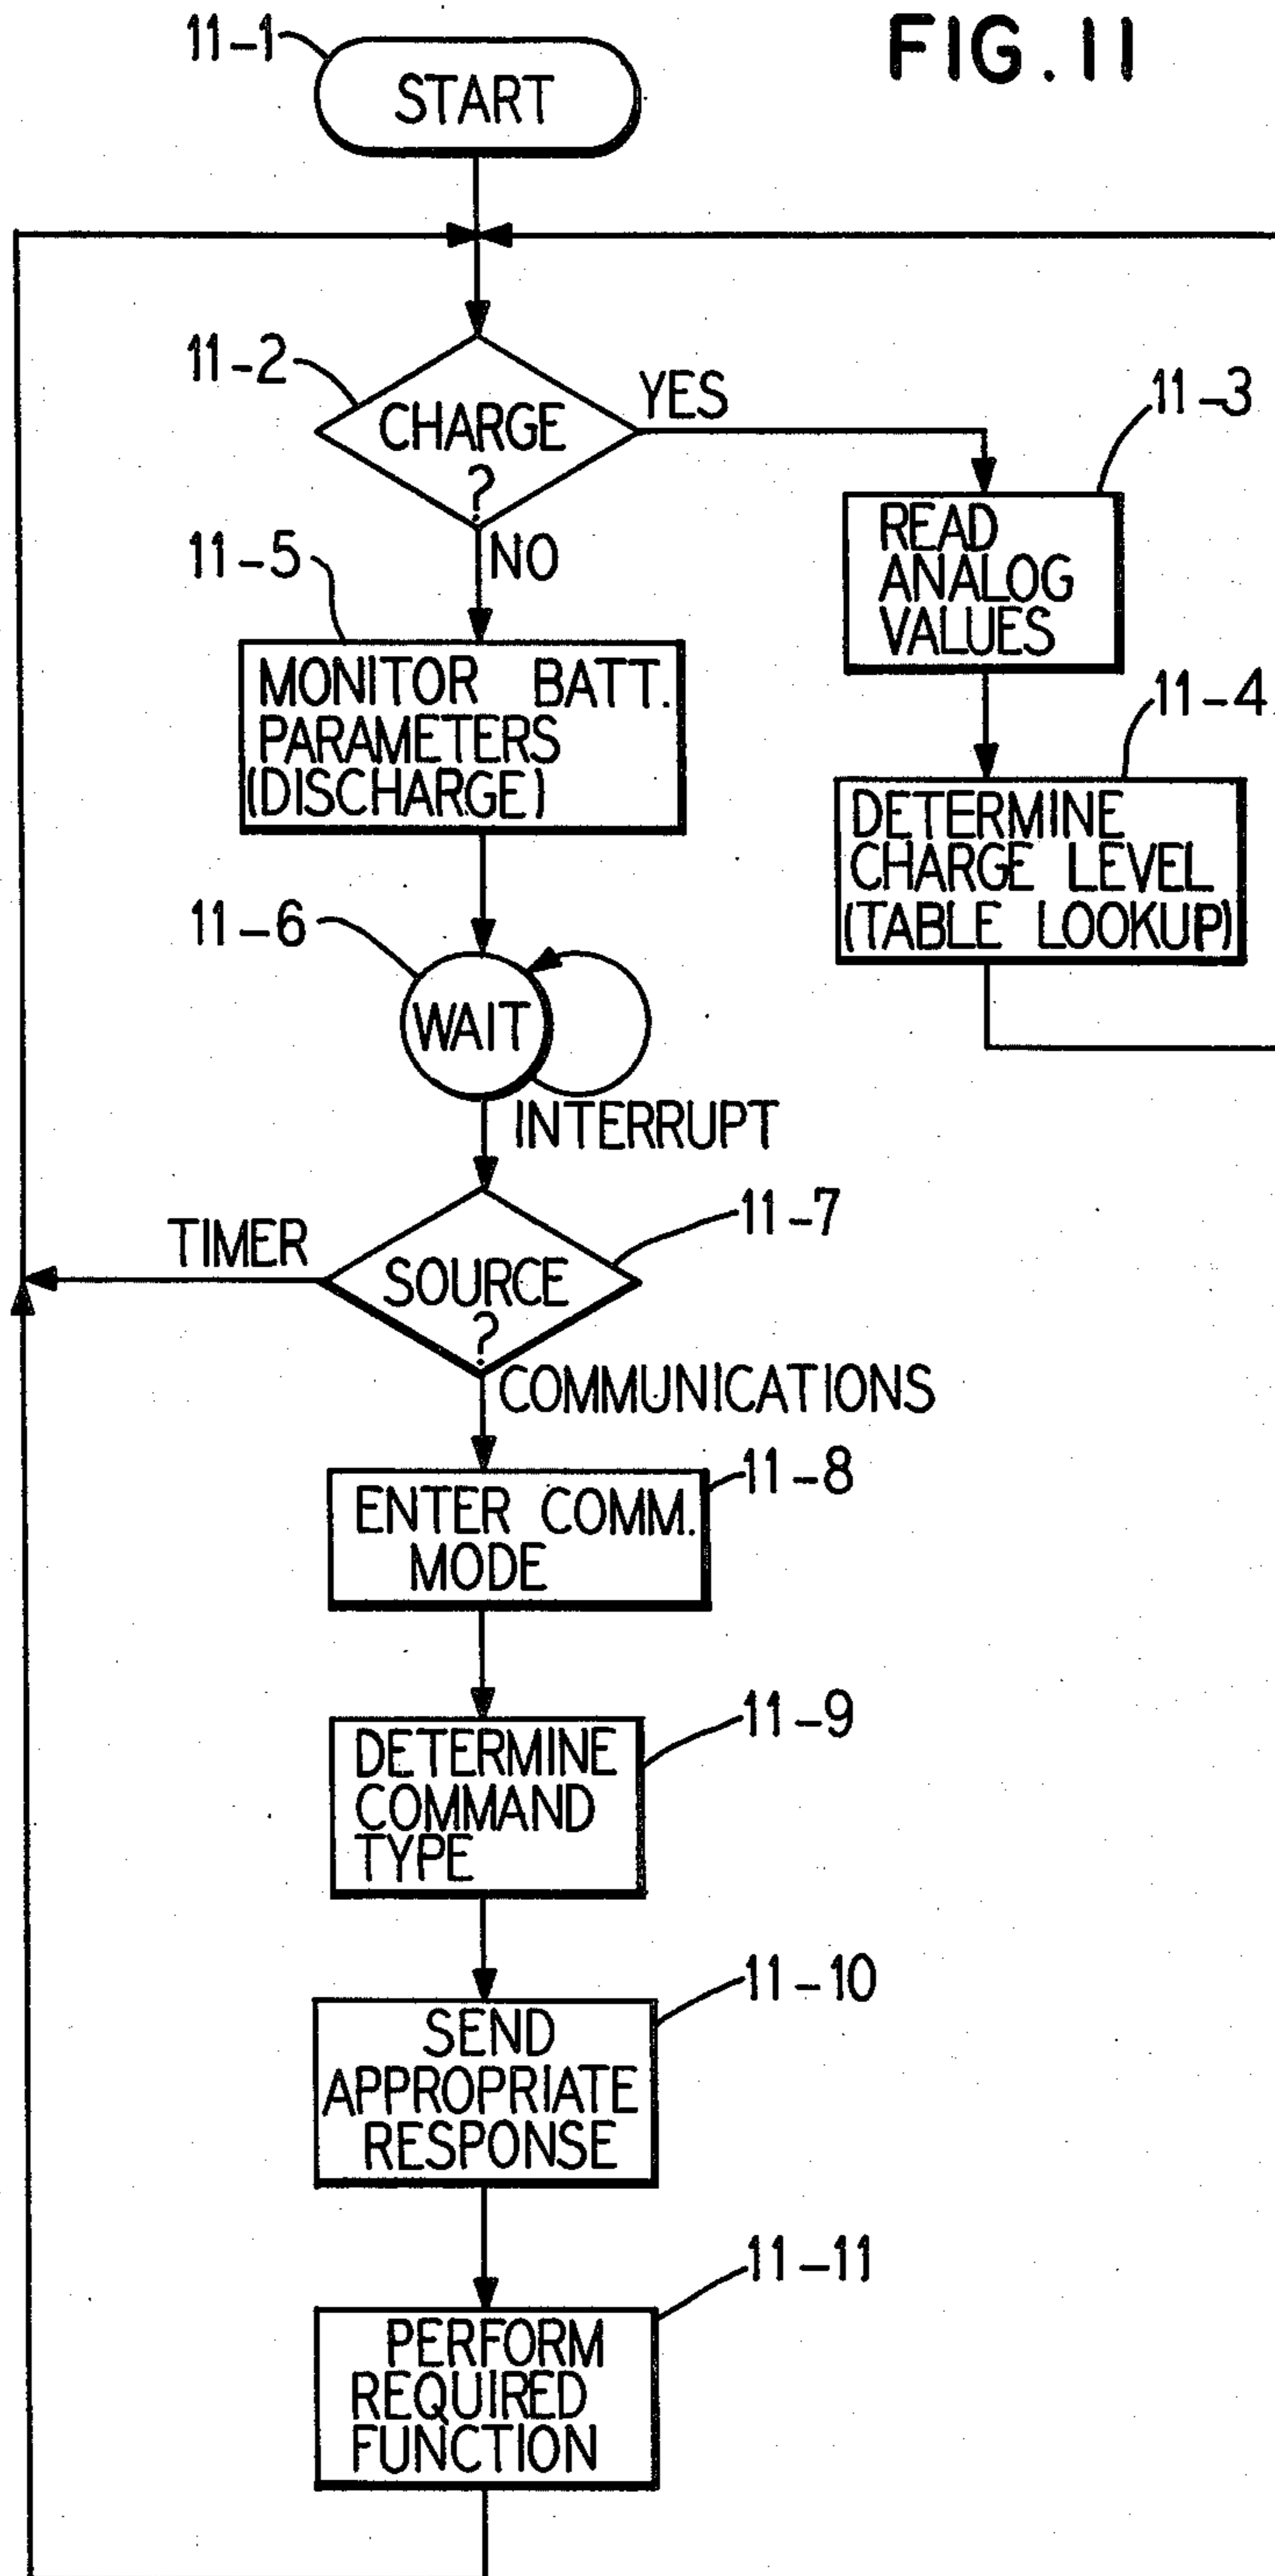 FIG. 11
11-1
START
11-2
CHARGE
?
YES
NO
11-3
READ
ANALOG
VALUES
11-4
DETERMINE
CHARGE LEVEL
(TABLE LOOKUP)
11-5
MONITOR BATT.
PARAMETERS
(DISCHARGE)
11-6
WAIT
INTERRUPT
11-7
SOURCE
?
TIMER
COMMUNICATIONS
11-8
ENTER COMM.
MODE
11-9
DETERMINE
COMMAND
TYPE
11-10
SEND
APPROPRIATE
RESPONSE
11-11
PERFORM
REQUIRED
FUNCTION